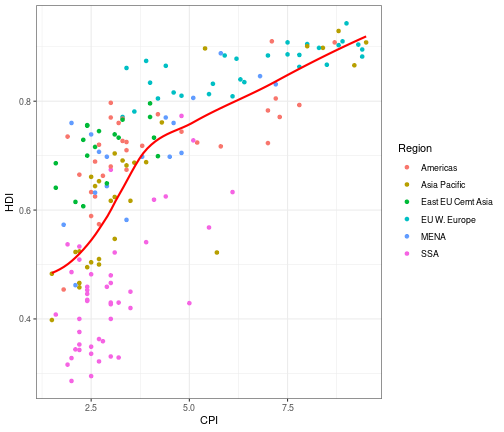 HDI
0.8
0.6
0.4
2.5
5.0
7.5
CPI
Region
Americas
Asia Pacific
East EU Cemt Asia
EU W. Europe
MENA
SSA